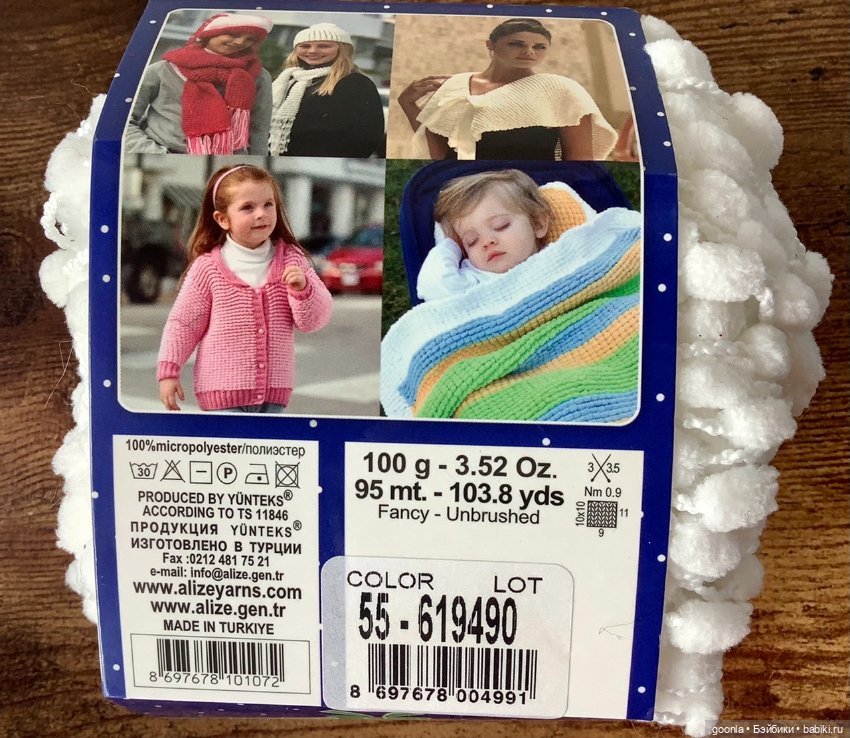 100%micropolyester/полиэстер
30 P
PRODUCED BY YÜNTEKS®
ACCORDING TO TS 11846
ПРОДУКЦИЯ YÜNTEKS®
ИЗГОТОВЛЕНО В ТУРЦИИ
Fax :0212 481 75 21
e-mail: info@alize.gen.tr
www.alizeyarns.com
www.alize.gen.tr
MADE IN TURKIYE
8 697678 101072
100 g - 3.52 Oz.
95 mt. - 103.8 yds
Fancy - Unbrushed
3 3.5
Nm 0.9
10x10 11
9
COLOR LOT
55 - 619490
8 697678 004991
goonla • Бэйбики • babiki.ru